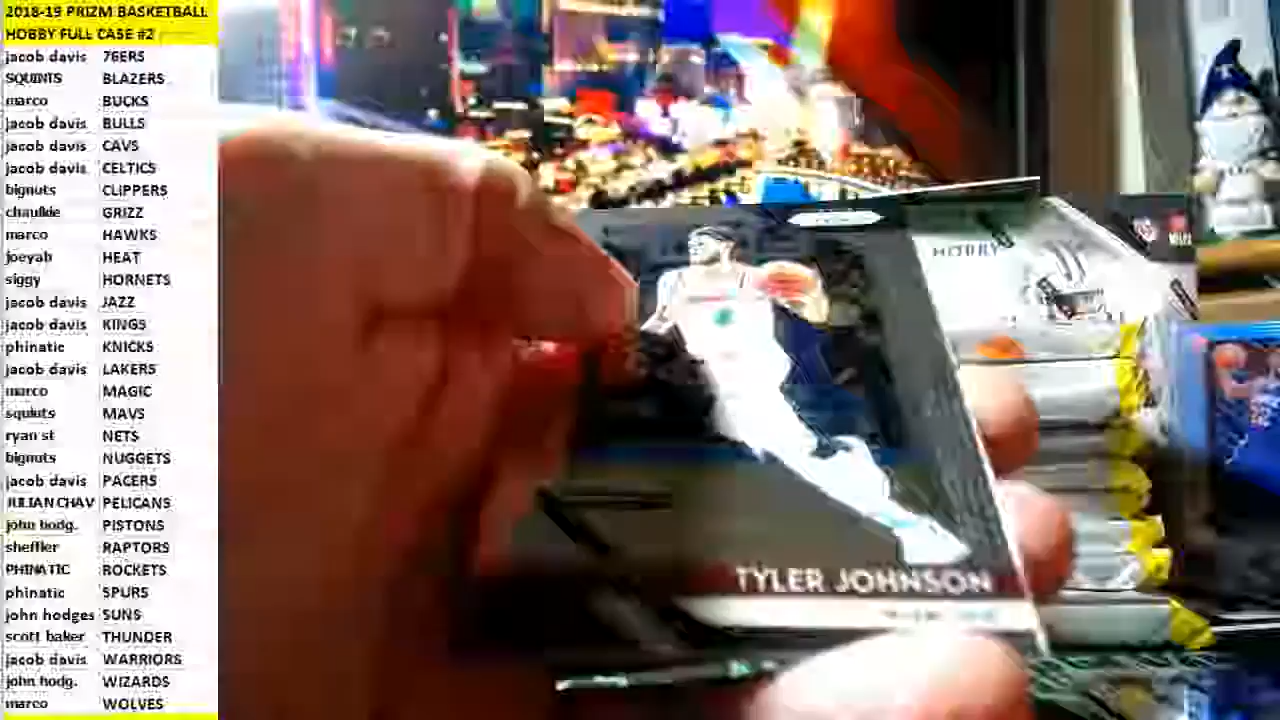 2018-19 PRIZM BASKETBALL
HOBBY FULL CASE #2
jacob davis 76ERS
SQUINTS BLAZERS
marco BUCKS
jacob davis BULLS
jacob davis CAVS
jacob davis CELTICS
bignuts CLIPPERS
chaulkie GRIZZ
marco HAWKS
joeyah HEAT
siggy HORNETS
jacob davis JAZZ
jacob davis KINGS
phinatic KNICKS
jacob davis LAKERS
marco MAGIC
squints MAVS
ryan st NETS
bignuts NUGGETS
jacob davis PACERS
JULIAN CHAV PELICANS
john hodg. PISTONS
sheffler RAPTORS
PHINATIC ROCKETS
phinatic SPURS
john hodges SUNS
scott baker THUNDER
jacob davis WARRIORS
john hodg. WIZARDS
marco WOLVES
HOBBY
TYLER JOHNSON